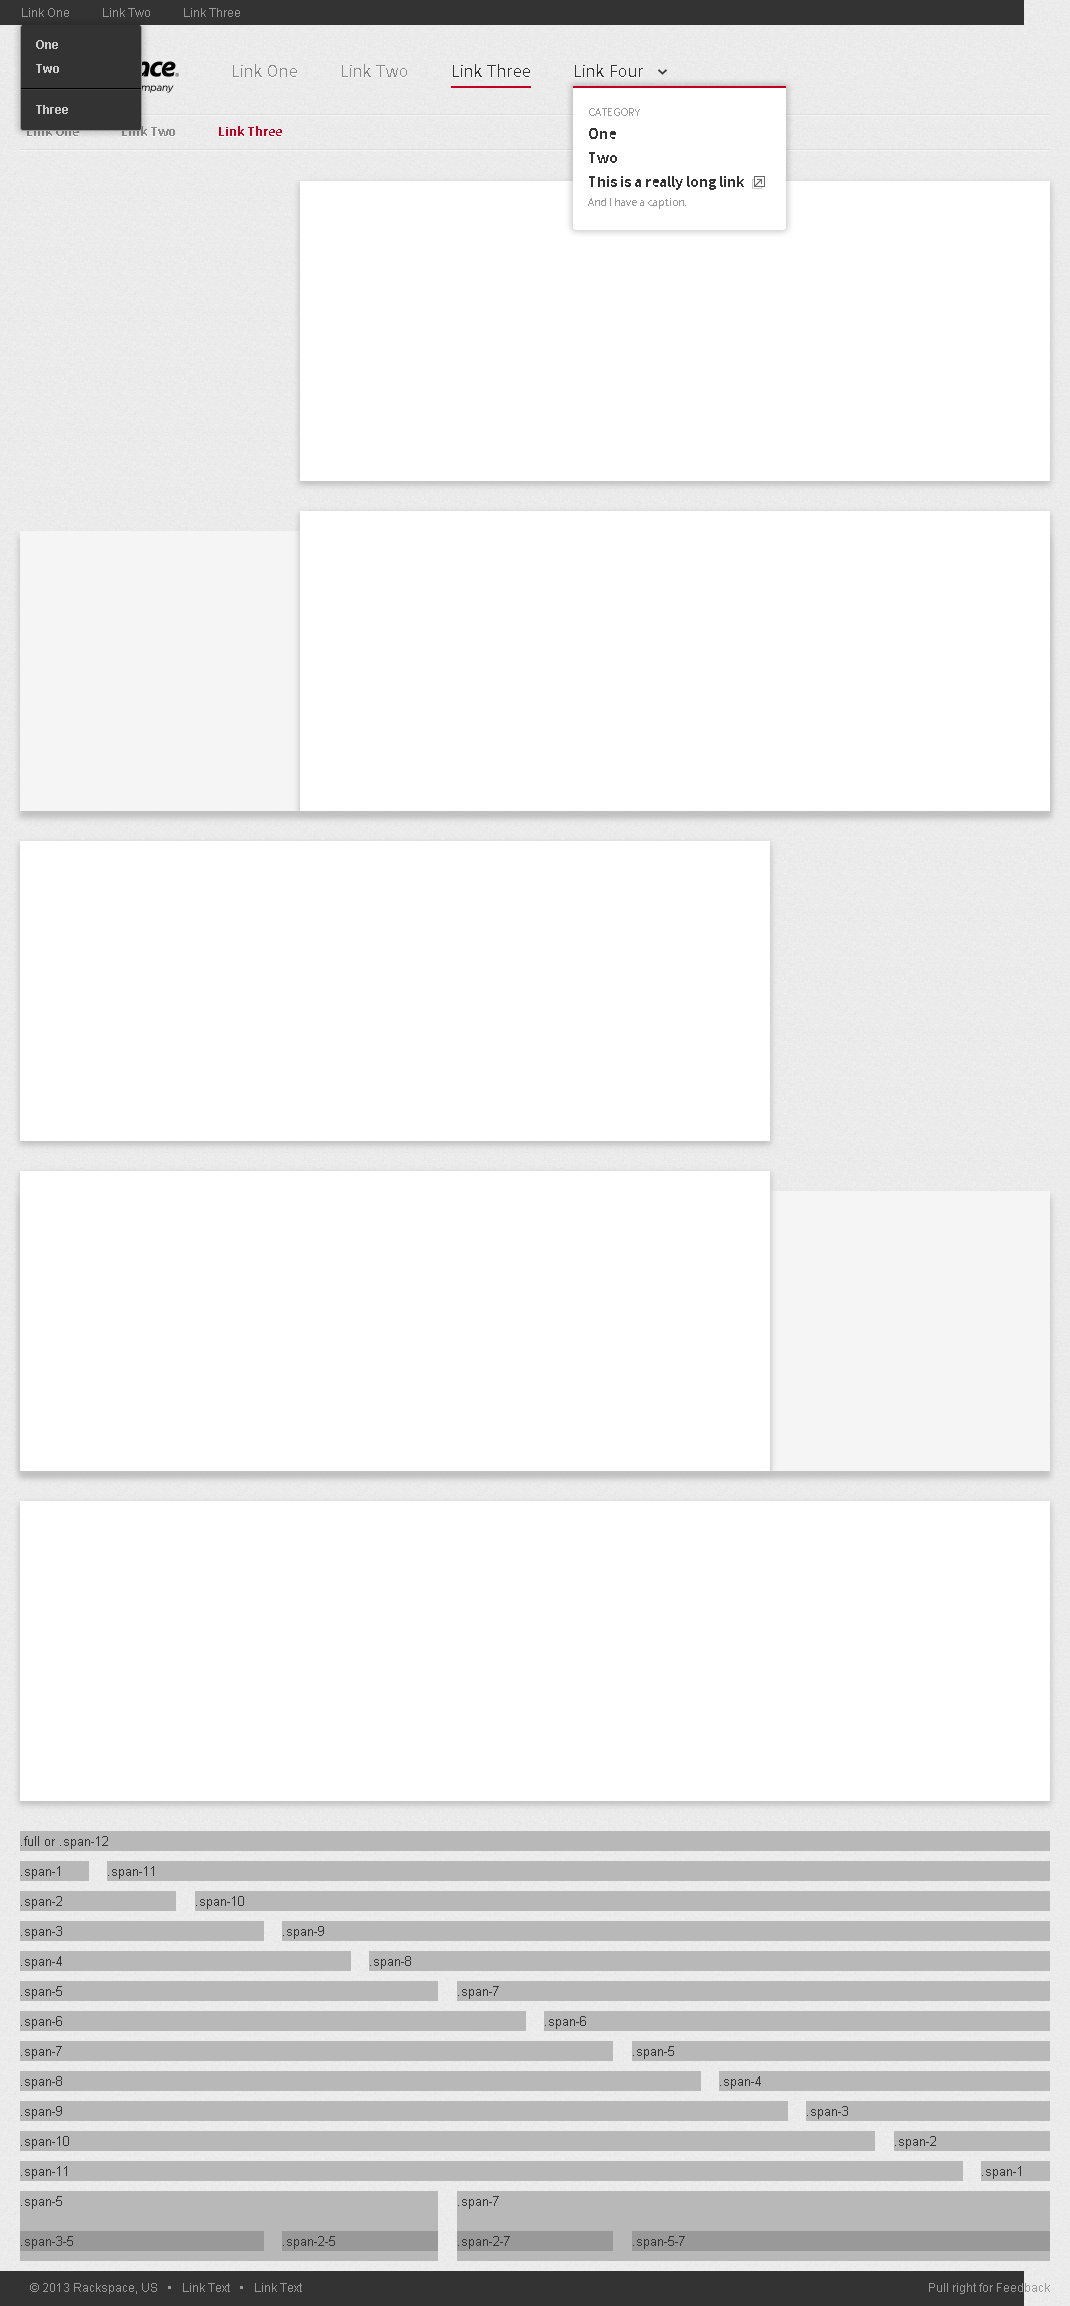 Link One Link Two Link Three
One
Two
Three
Link One Link Two Link Three Link Four
CATEGORY
One
Two
This is a really long link
And I have a caption.
Link One Link Two Link Three
.full or .span-12
.span-1 .span-11
.span-2 .span-10
.span-3 .span-9
.span-4 .span-8
.span-5 .span-7
.span-6 .span-6
.span-7 .span-5
.span-8 .span-4
.span-9 .span-3
.span-10 .span-2
.span-11 .span-1
.span-5 .span-7
.span-3-5 .span-2-5 .span-2-7 .span-5-7
© 2013 Rackspace, US • Link Text • Link Text Pull right for Feedback